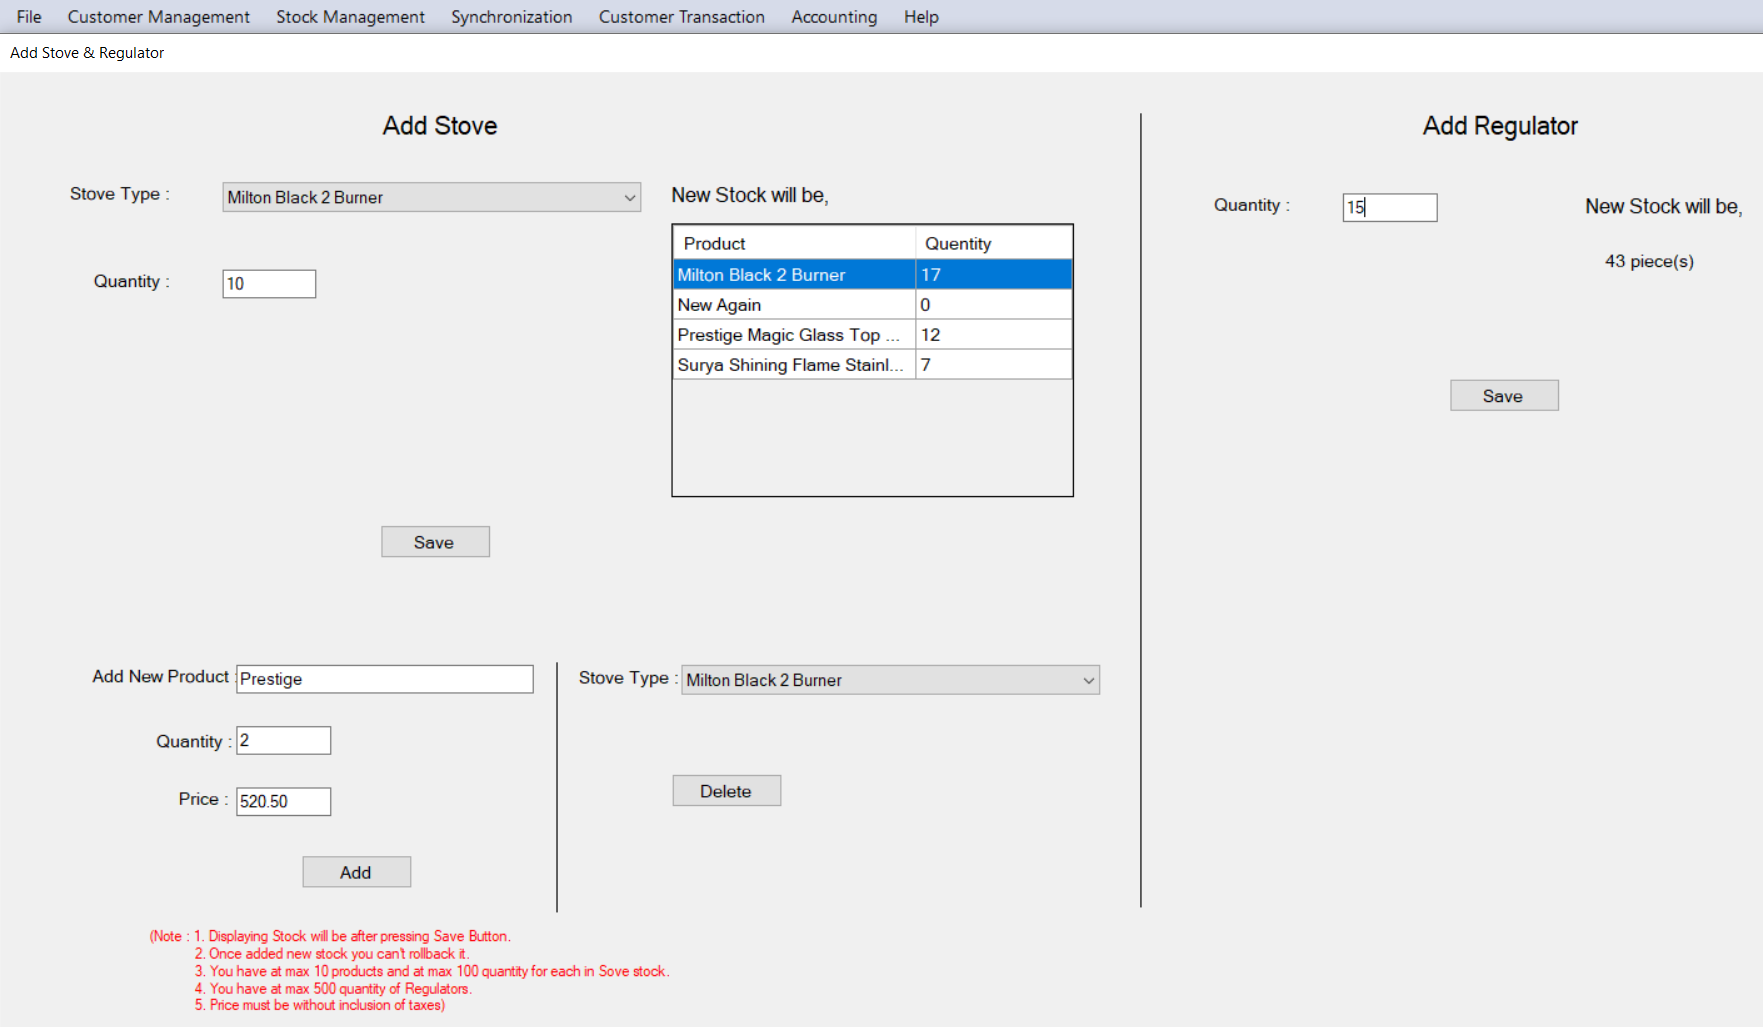 File Customer Management Stock Management Synchronization Customer Transaction Accounting Help
Add Stove & Regulator
Add Stove
Stove Type :
Milton Black 2 Burner
Quantity :
10
New Stock will be,
Product Quentity
Milton Black 2 Burner 17
New Again 0
Prestige Magic Glass Top ... 12
Surya Shining Flame Stainl... 7
Save
Add New Product :
Prestige
Quantity :
2
Price :
520.50
Add
Stove Type :
Milton Black 2 Burner
Delete
(Note : 1. Displaying Stock will be after pressing Save Button.
2. Once added new stock you can't rollback it.
3. You have at max 10 products and at max 100 quantity for each in Sove stock.
4. You have at max 500 quantity of Regulators.
5. Price must be without inclusion of taxes)
Add Regulator
Quantity :
15
New Stock will be,
43 piece(s)
Save